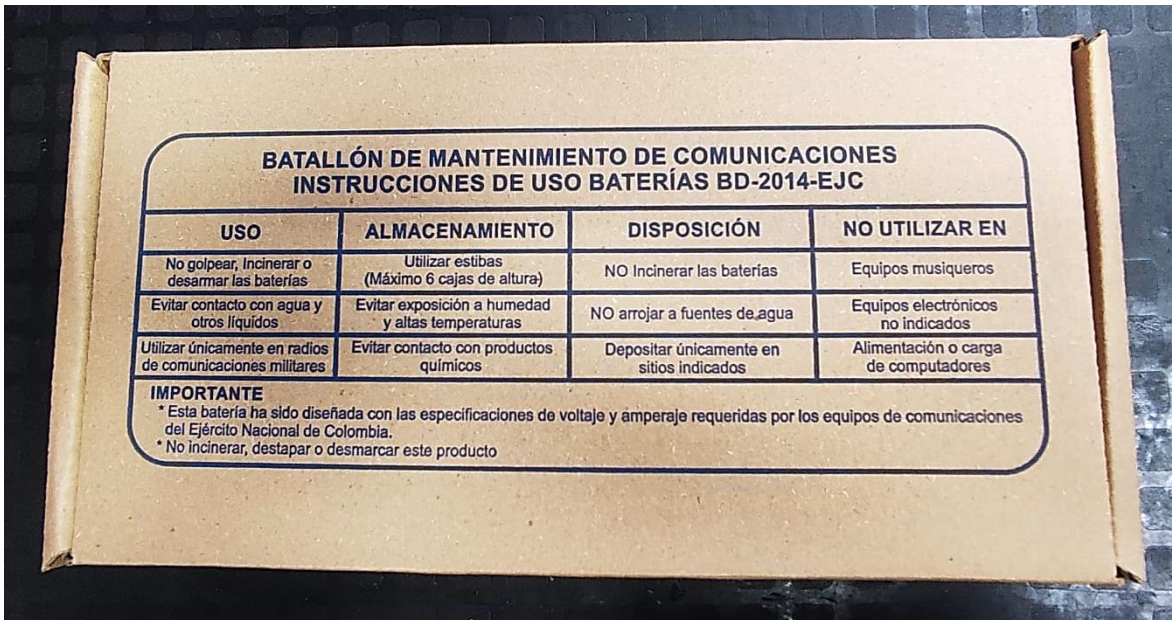 BATALLÓN DE MANTENIMIENTO DE COMUNICACIONES
INSTRUCCIONES DE USO BATERÍAS BD-2014-EJC
USO
ALMACENAMIENTO
DISPOSICIÓN
NO UTILIZAR EN
No golpear, Incinerar o
desarmar las baterías
Utilizar estibas
(Máximo 6 cajas de altura)
NO Incinerar las baterías
Equipos musiqueros
Evitar contacto con agua y
otros líquidos
Evitar exposición a humedad
y altas temperaturas
NO arrojar a fuentes de agua
Equipos electrónicos
no indicados
Utilizar únicamente en radios
de comunicaciones militares
Evitar contacto con productos
químicos
Depositar únicamente en
sitios indicados
Alimentación o carga
de computadores
IMPORTANTE
* Esta batería ha sido diseñada con las especificaciones de voltaje y amperaje requeridas por los equipos de comunicaciones
del Ejército Nacional de Colombia.
* No incinerar, destapar o desmarcar este producto